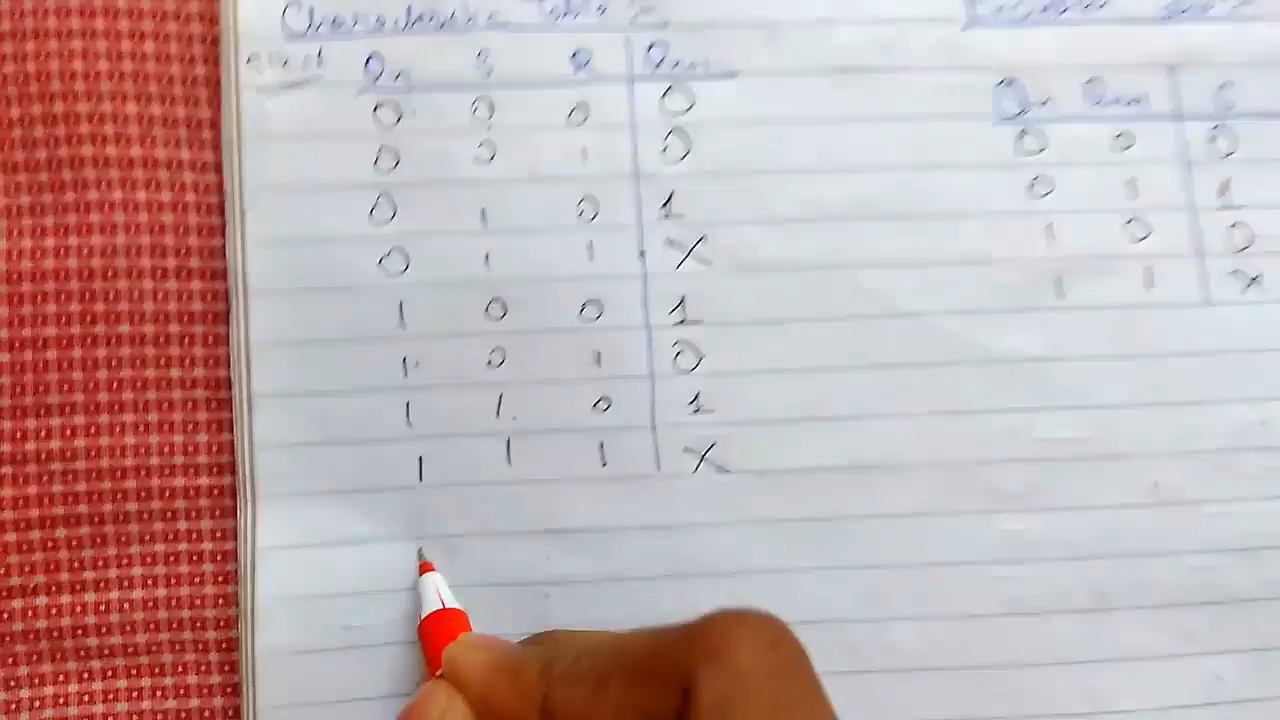 Characteristic Table :-
Qn S R Qn+1
0 0 0 0
0 0 1 0
0 1 0 1
0 1 1 X
1 0 0 1
1 0 1 0
1 1 0 1
1 1 1 X
Qn Qn+1 S
0 0 0
0 1 1
1 0 0
1 1 X